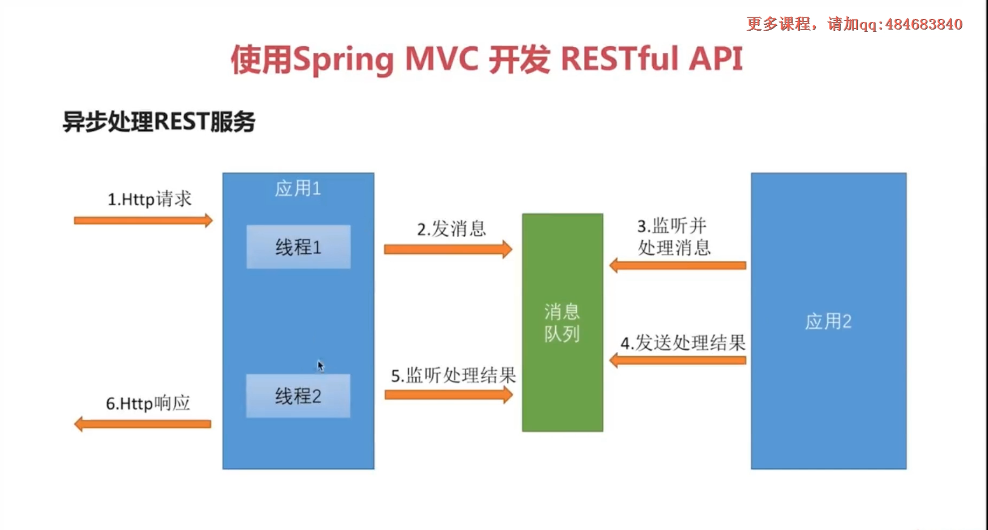 更多课程，请加qq:484683840
使用Spring MVC 开发 RESTful API
异步处理REST服务
1.Http请求
应用1
线程1
2.发消息
3.监听并
处理消息
消息
队列
应用2
4.发送处理结果
5.监听处理结果
线程2
6.Http响应